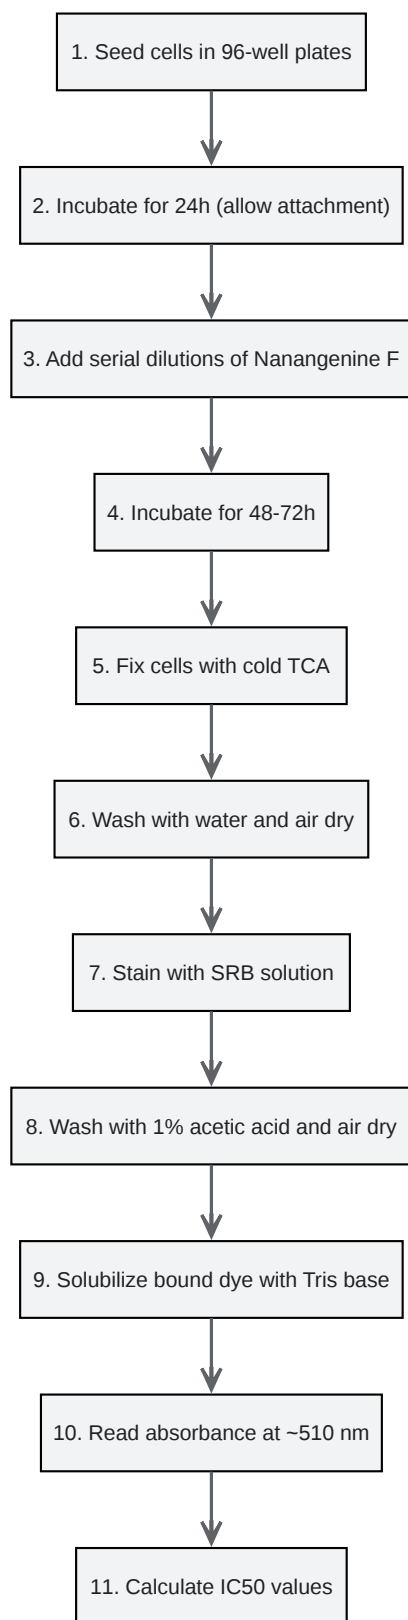 1. Seed cells in 96-well plates
2. Incubate for 24h (allow attachment)
3. Add serial dilutions of Nanangenine F
4. Incubate for 48-72h
5. Fix cells with cold TCA
6. Wash with water and air dry
7. Stain with SRB solution
8. Wash with 1% acetic acid and air dry
9. Solubilize bound dye with Tris base
10. Read absorbance at ~510 nm
11. Calculate IC50 values